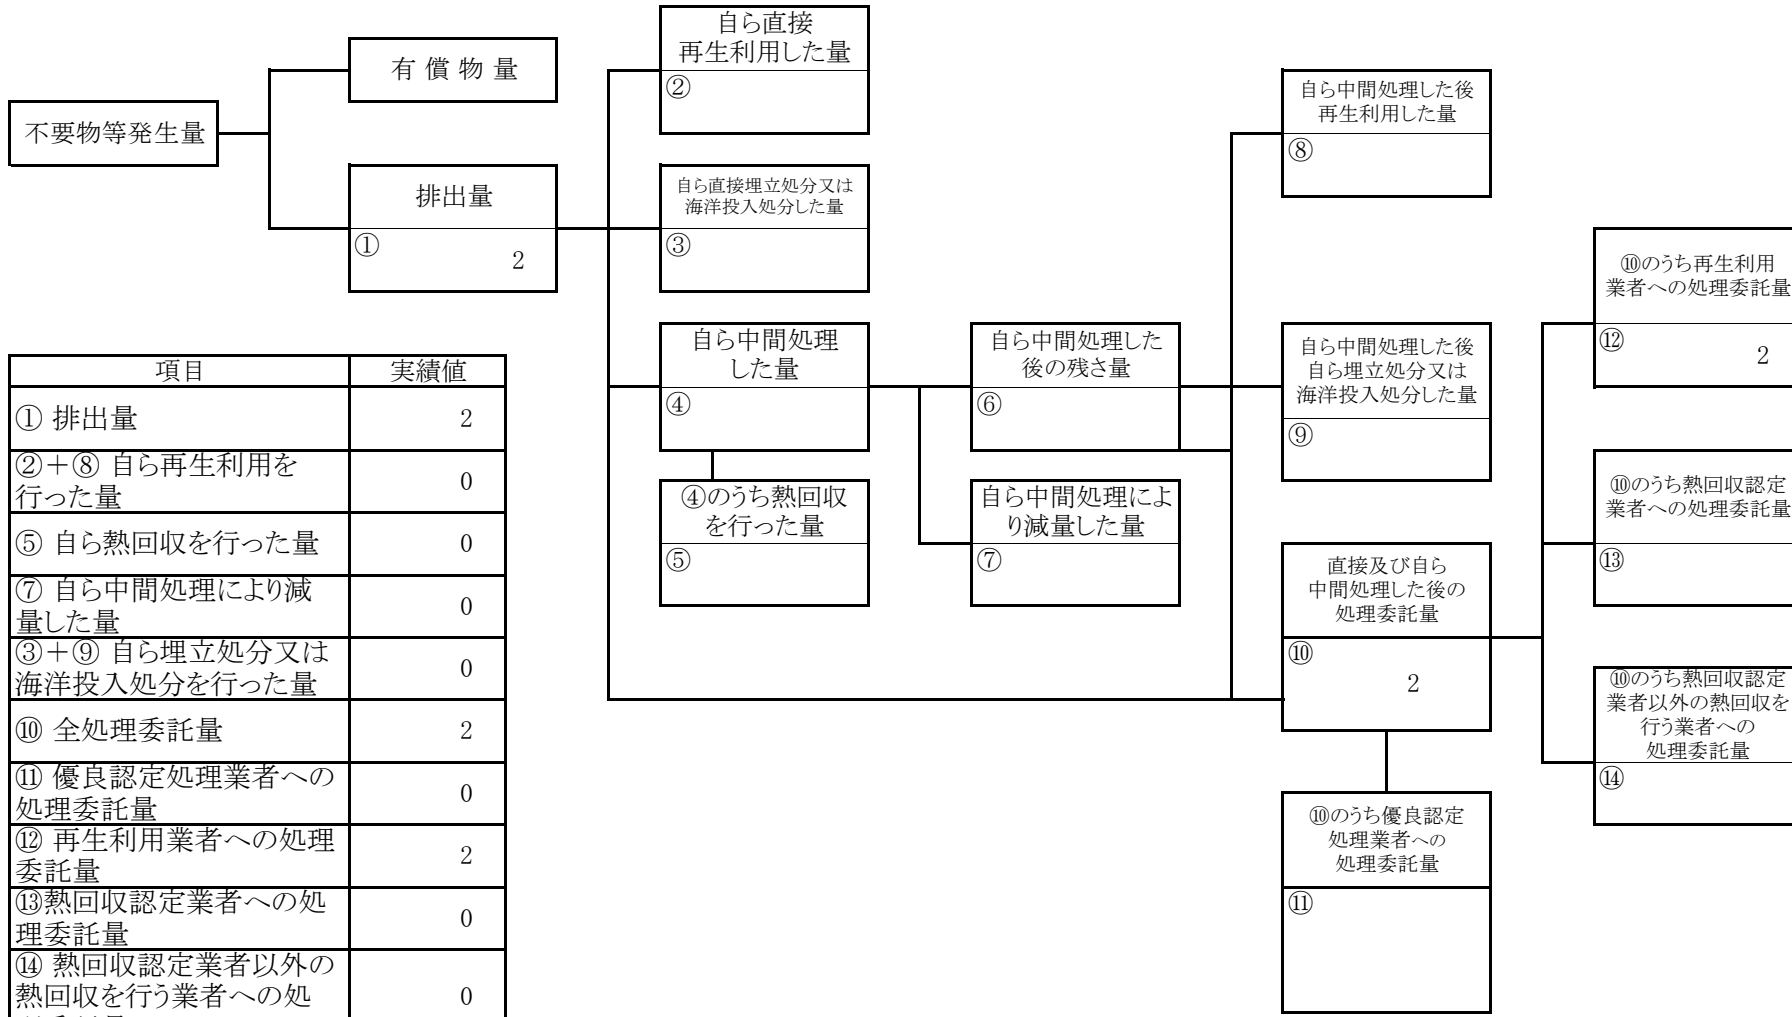 不要物等発生量
有 償 物 量
排出量
①
2
自ら直接
再生利用した量
②
自ら直接埋立処分又は
海洋投入処分した量
③
自ら中間処理
した量
④
④のうち熱回収
を行った量
⑤
自ら中間処理した
後の残さ量
⑥
自ら中間処理によ
り減量した量
⑦
自ら中間処理した後
再生利用した量
⑧
自ら中間処理した後
自ら埋立処分又は
海洋投入処分した量
⑨
直接及び自ら
中間処理した後の
処理委託量
⑩
2
⑩のうち優良認定
処理業者への
処理委託量
⑪
⑩のうち再生利用
業者への処理委託量
⑫
2
⑩のうち熱回収認定
業者への処理委託量
⑬
⑩のうち熱回収認定
業者以外の熱回収を
行う業者への
処理委託量
⑭
項目 実績値
① 排出量 2
②＋⑧ 自ら再生利用を
行った量 0
⑤ 自ら熱回収を行った量 0
⑦ 自ら中間処理により減
量した量 0
③＋⑨ 自ら埋立処分又は
海洋投入処分を行った量 0
⑩ 全処理委託量 2
⑪ 優良認定処理業者への
処理委託量 0
⑫ 再生利用業者への処理
委託量 2
⑬熱回収認定業者への処
理委託量 0
⑭ 熱回収認定業者以外の
熱回収を行う業者への処 0